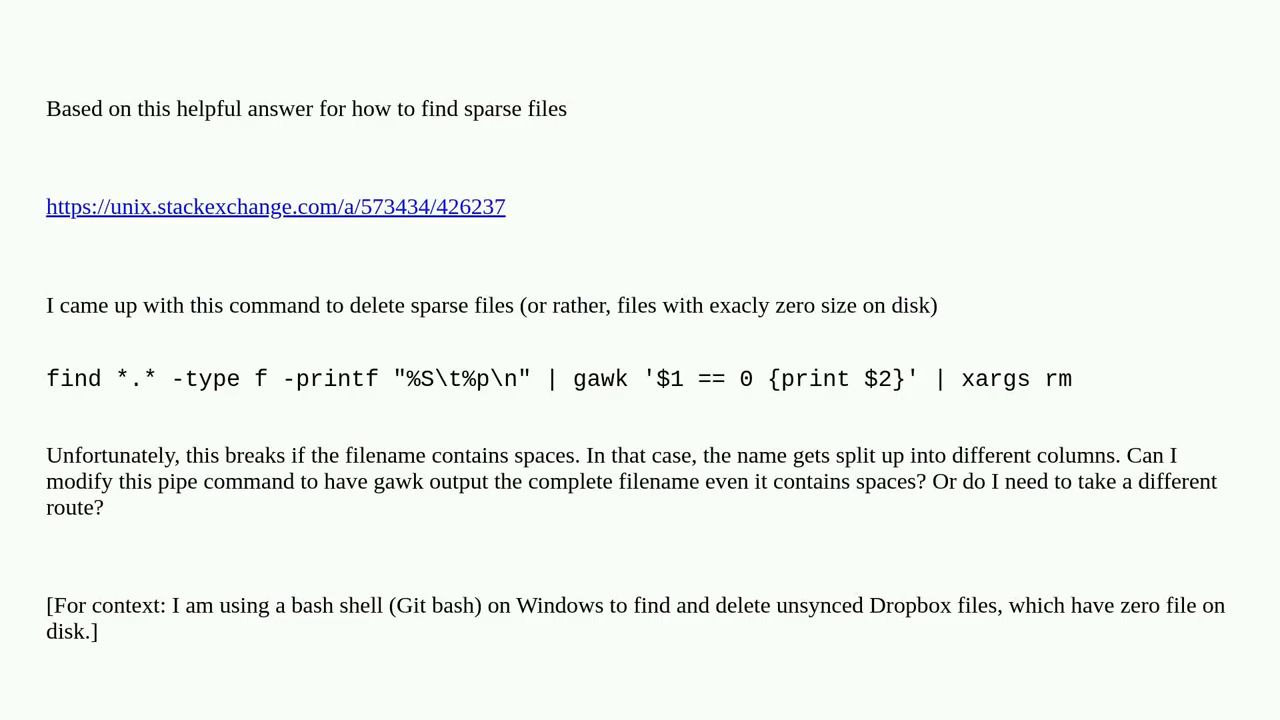 Based on this helpful answer for how to find sparse files
https://unix.stackexchange.com/a/573434/426237
I came up with this command to delete sparse files (or rather, files with exacly zero size on disk)
find *.* -type f -printf "%S\t%p\n" | gawk '$1 == 0 {print $2}' | xargs rm
Unfortunately, this breaks if the filename contains spaces. In that case, the name gets split up into different columns. Can I
modify this pipe command to have gawk output the complete filename even it contains spaces? Or do I need to take a different
route?
[For context: I am using a bash shell (Git bash) on Windows to find and delete unsynced Dropbox files, which have zero file on
disk.]